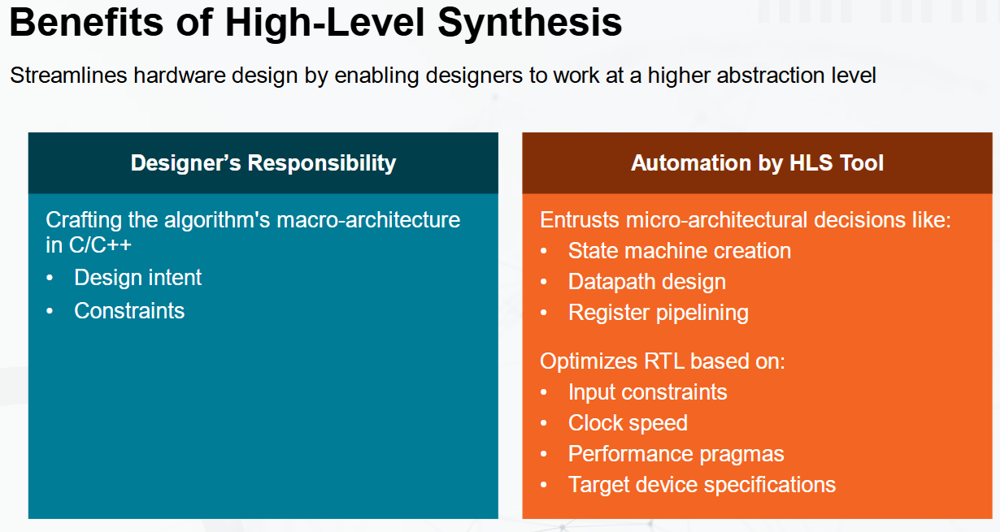 Benefits of High-Level Synthesis
Streamlines hardware design by enabling designers to work at a higher abstraction level
Designer’s Responsibility
Crafting the algorithm's macro-architecture
in C/C++
• Design intent
• Constraints
Automation by HLS Tool
Entrusts micro-architectural decisions like:
• State machine creation
• Datapath design
• Register pipelining
Optimizes RTL based on:
• Input constraints
• Clock speed
• Performance pragmas
• Target device specifications